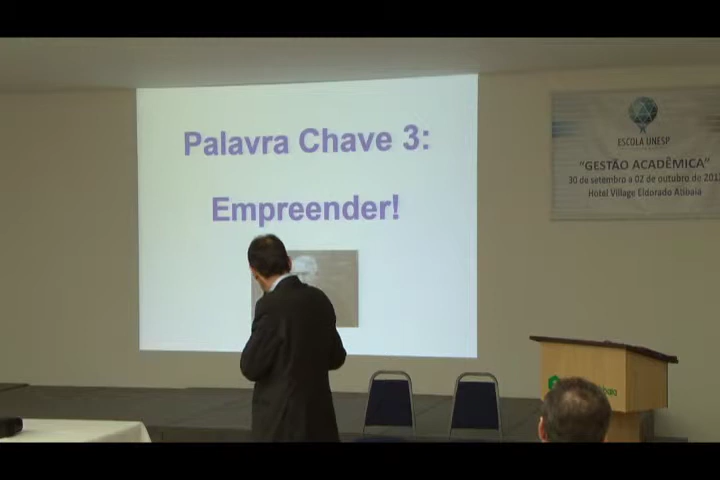 Palavra Chave 3:
Empreender!
ESCOLA UNESP
"GESTÃO ACADÊMICA"
30 de setembro a 02 de outubro de
Hotel Village Eldorado Atibaia